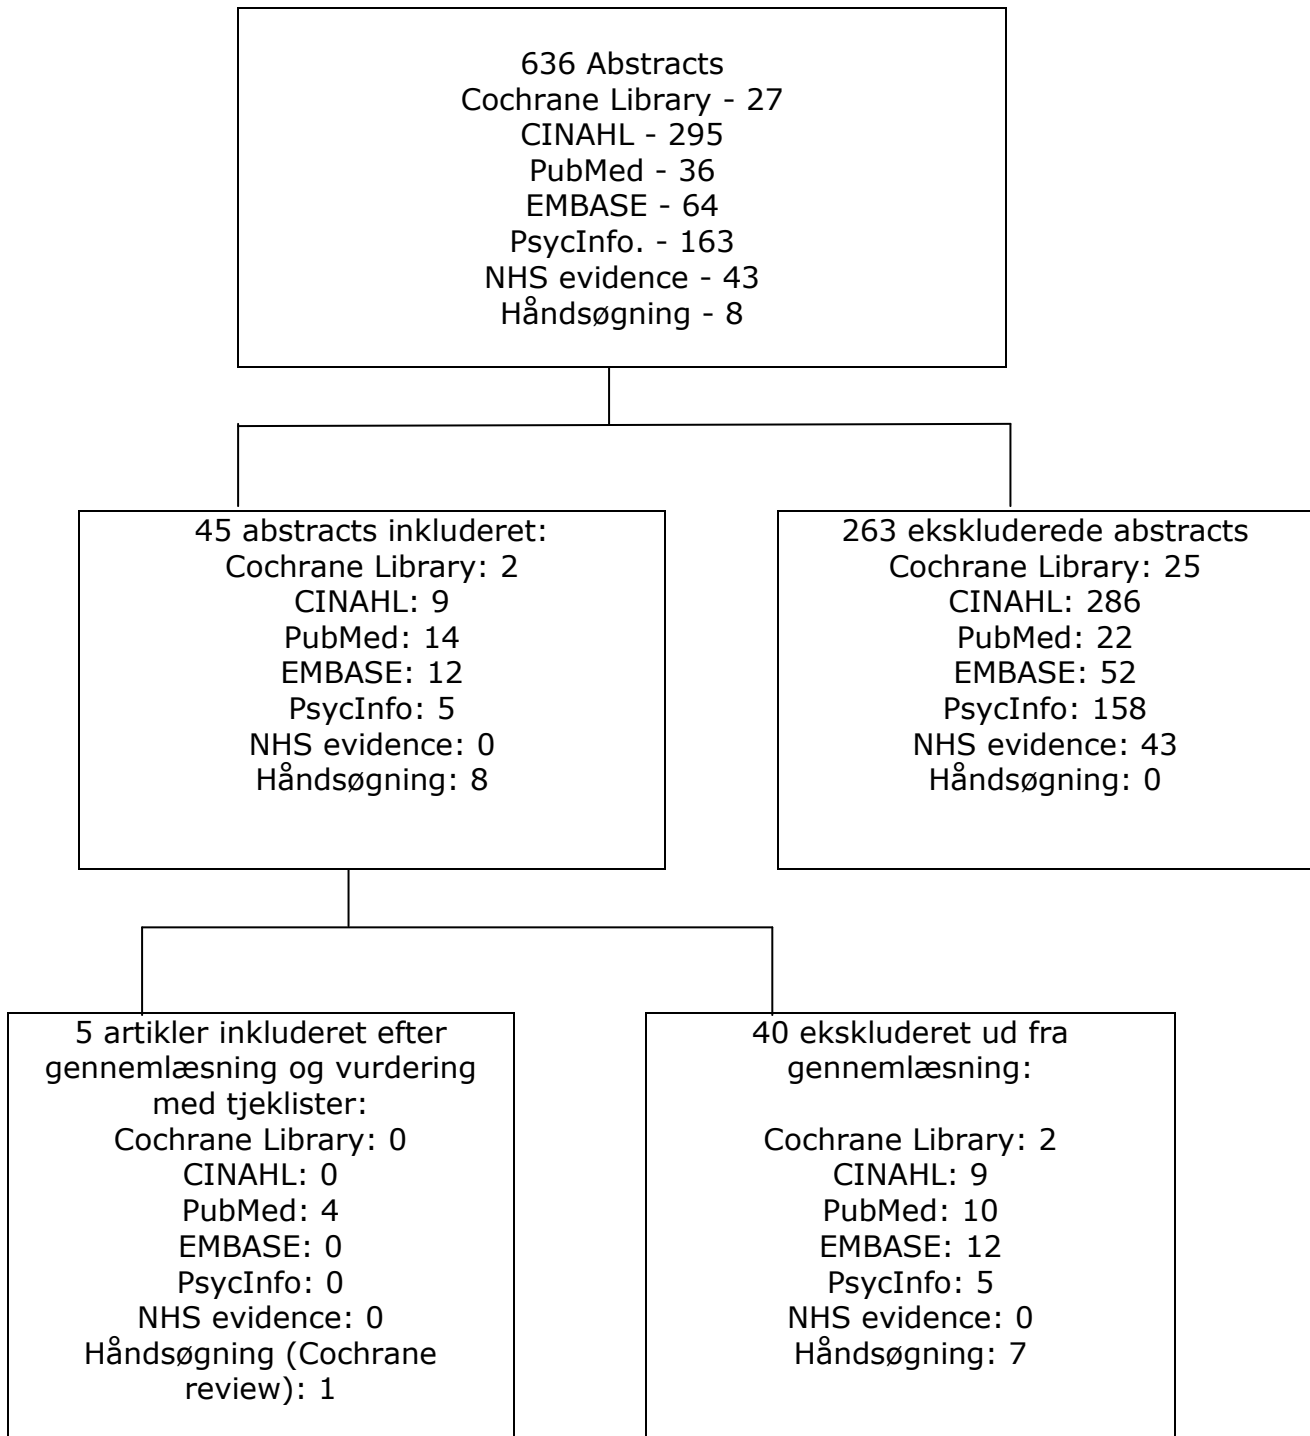 636 Abstracts
Cochrane Library - 27
CINAHL - 295
PubMed - 36
EMBASE - 64
PsycInfo. - 163
NHS evidence - 43
Håndsøgning - 8
45 abstracts inkluderet:
Cochrane Library: 2
CINAHL: 9
PubMed: 14
EMBASE: 12
PsycInfo: 5
NHS evidence: 0
Håndsøgning: 8
263 ekskluderede abstracts
Cochrane Library: 25
CINAHL: 286
PubMed: 22
EMBASE: 52
PsycInfo: 158
NHS evidence: 43
Håndsøgning: 0
5 artikler inkluderet efter
gennemlæsning og vurdering
med tjeklister:
Cochrane Library: 0
CINAHL: 0
PubMed: 4
EMBASE: 0
PsycInfo: 0
NHS evidence: 0
Håndsøgning (Cochrane
review): 1
40 ekskluderet ud fra
gennemlæsning:
Cochrane Library: 2
CINAHL: 9
PubMed: 10
EMBASE: 12
PsycInfo: 5
NHS evidence: 0
Håndsøgning: 7